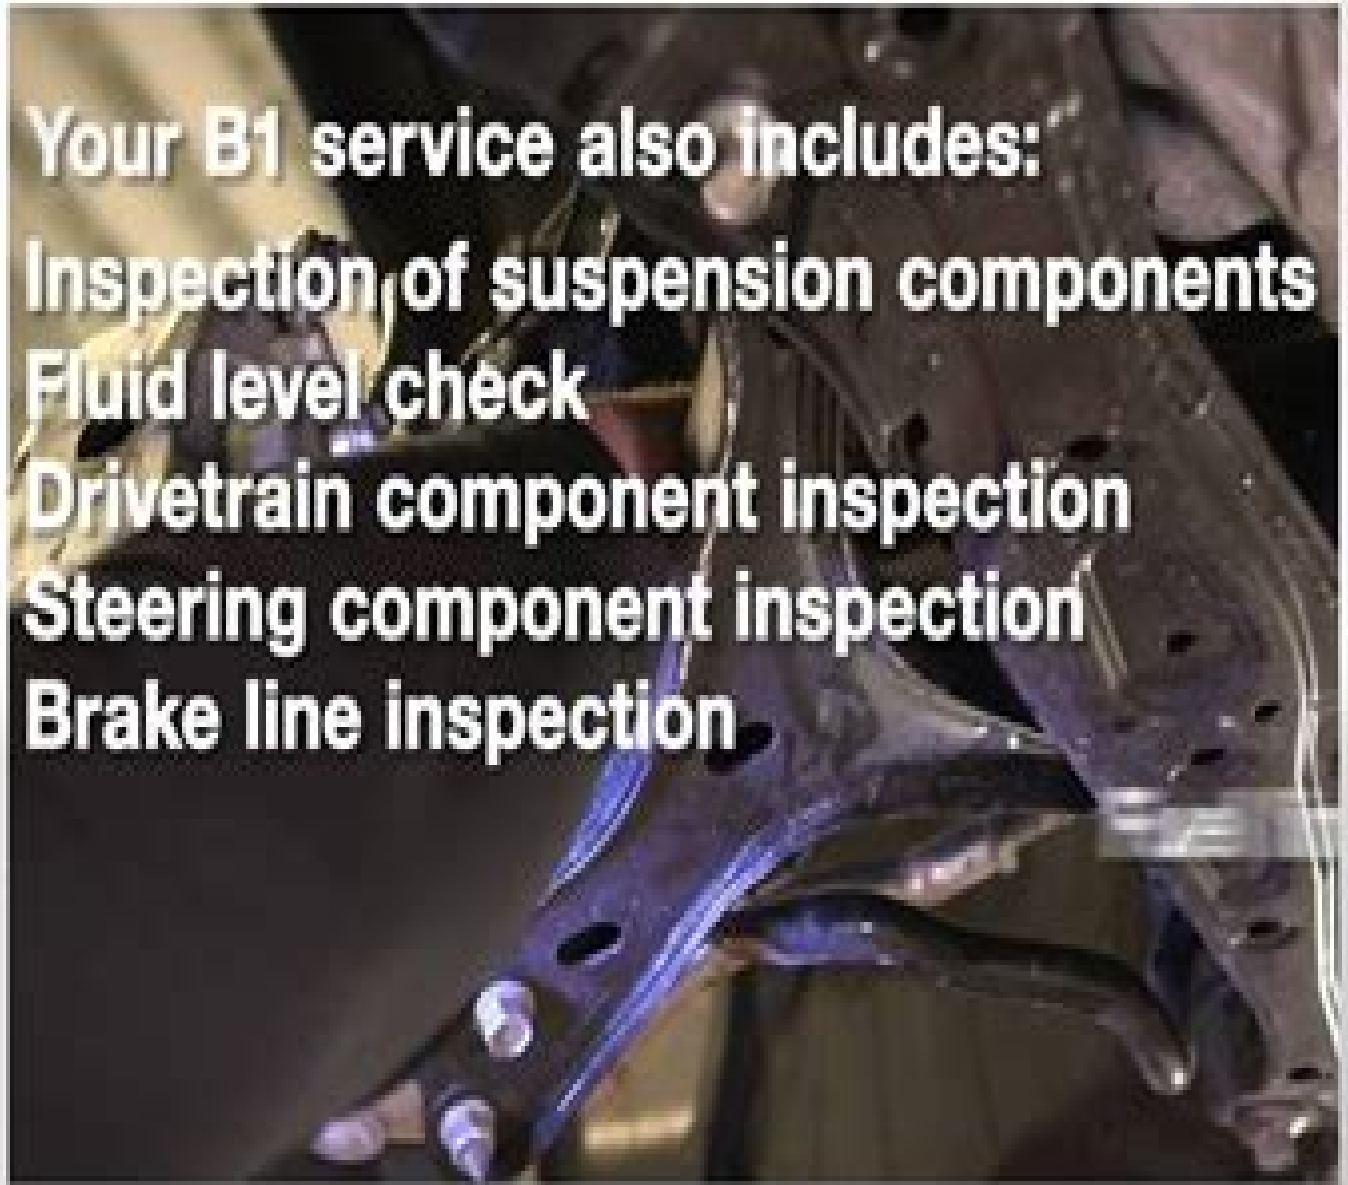 Your B1 service also includes:
Inspection of suspension components
Fluid level check
Drivetrain component inspection
Steering component inspection
Brake line inspection